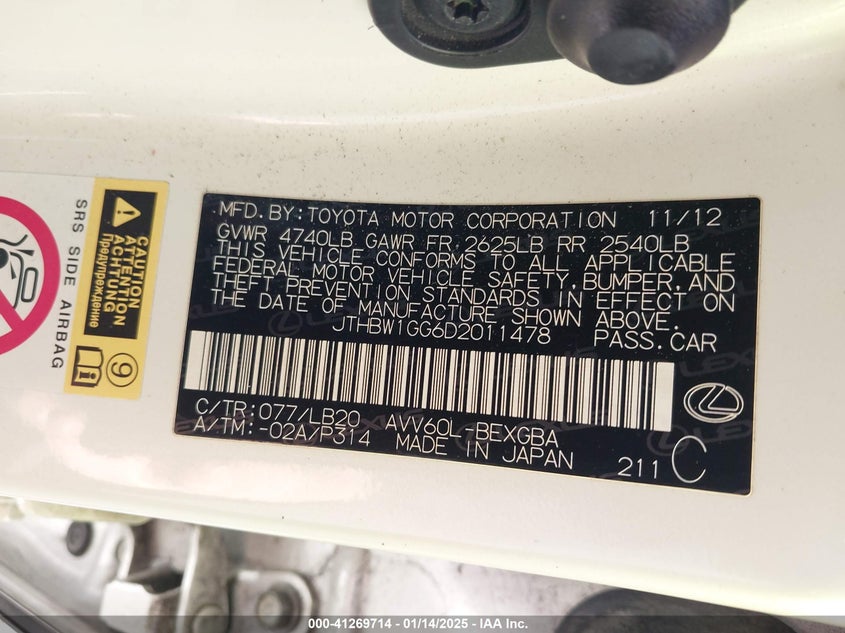 MFD.BY:TOYOTA MOTOR CORPORATION 11/12
GVWR 4740LB GAWR FR 2625LB RR 2540LB
THIS VEHICLE CONFORMS TO ALL APPLICABLE
FEDERAL MOTOR VEHICLE SAFETY,BUMPER,AND
THEFT PREVENTION STANDARDS IN EFFECT ON
THE DATE OF MANUFACTURE SHOWN ABOVE.
JTHBW1GG6D2011478 PASS.CAR
C/TR:077/LB20 AVV60L-BEXGBA
A/TM:-02A/P314 MADE IN JAPAN 211 C
CAUTION
ATTENTION
ACHTUNG
Предупреждение
9
SRS SIDE AIRBAG
000-41269714 - 01/14/2025 - IAA Inc.